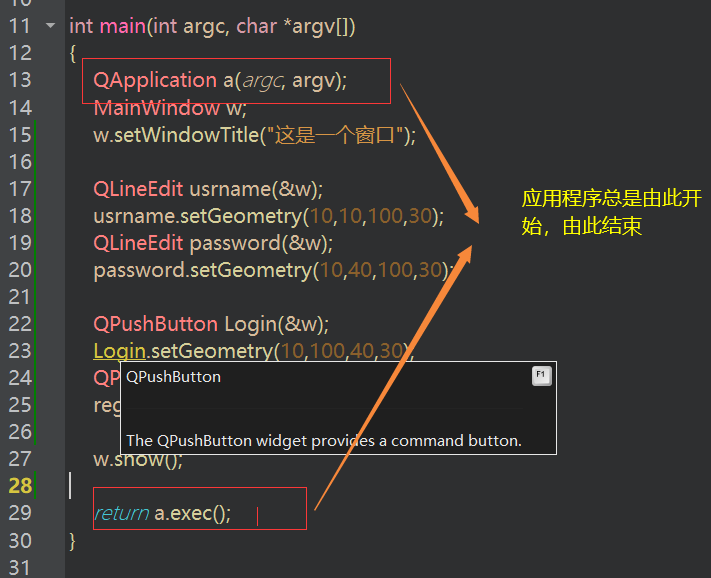 11 int main(int argc, char *argv[])
12 {
13 QApplication a(argc, argv);
14 MainWindow w;
15 w.setWindowTitle("这是一个窗口");
16
17 QLineEdit usrname(&w);
18 usrname.setGeometry(10,10,100,30);
19 QLineEdit password(&w);
20 password.setGeometry(10,40,100,30);
21
22 QPushButton Login(&w);
23 Login.setGeometry(10,100,40,30);
24 QP
25 reg
26
27 w.show();
28
29 return a.exec();
30 }
31
QPushButton F1
The QPushButton widget provides a command button.
应用程序总是由此开
始，由此结束